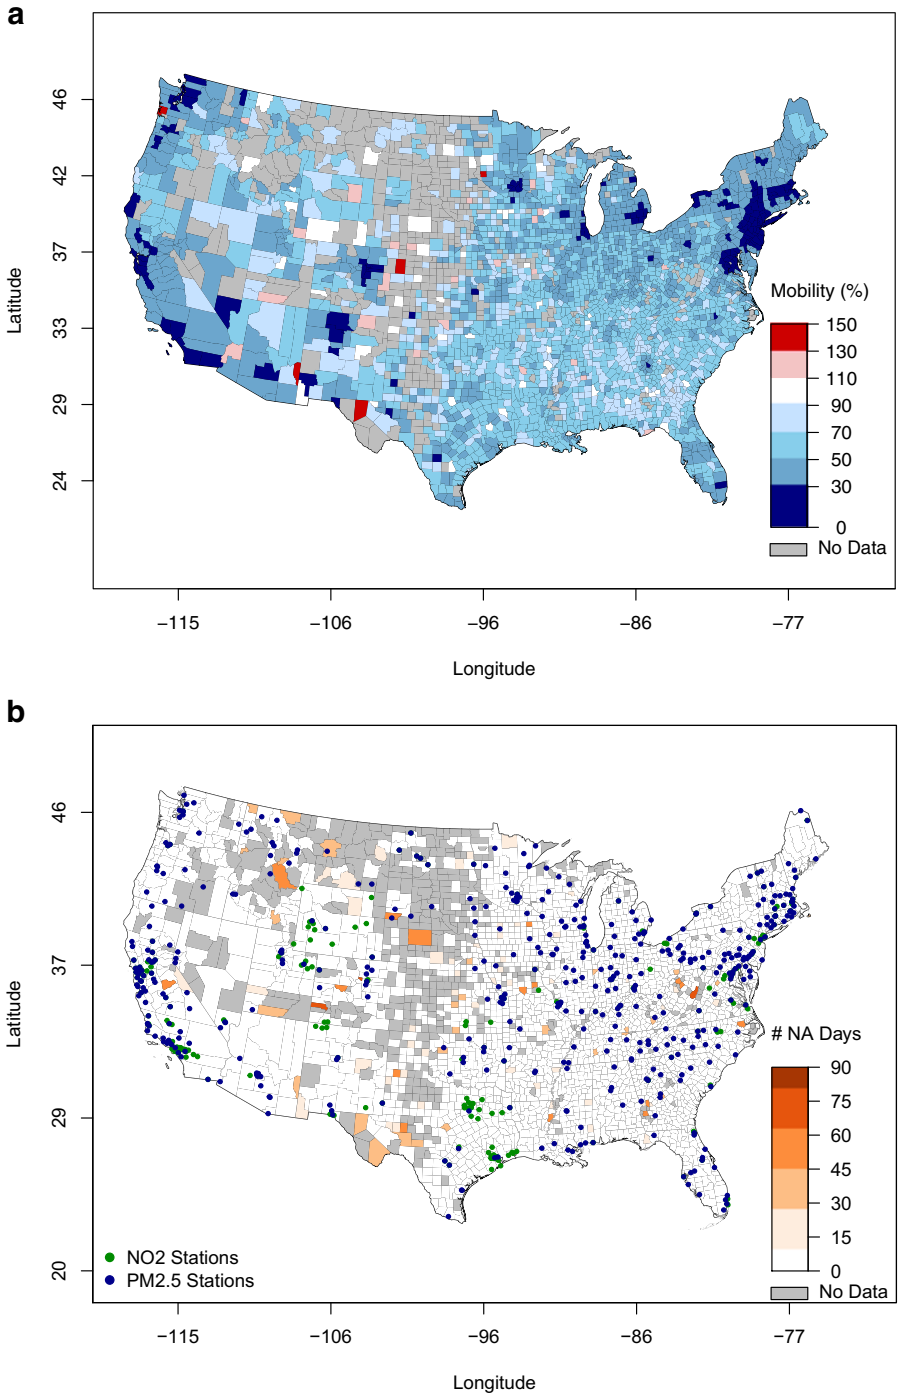 a
46
42
37
33
29
24
Latitude
Mobility (%)
150
130
110
90
70
50
30
0
No Data
−115
−106
−96
−86
−77
Longitude
b
46
37
29
20
Latitude
# NA Days
90
75
60
45
30
15
0
No Data
NO2 Stations
PM2.5 Stations
−115
−106
−96
−86
−77
Longitude